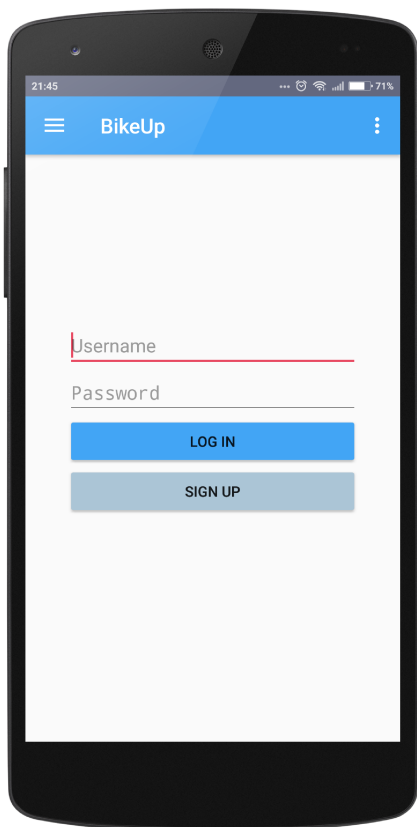 21:45
71%
BikeUp
Username
Password
LOG IN
SIGN UP